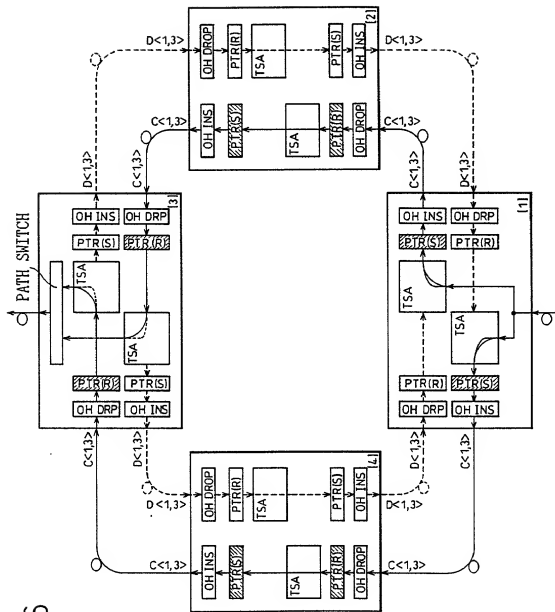 D<1,3>
D<1,3>
[2]
OH DROP
PTR(R)
TSA
PTR(S)
OH INS
OH INS
PTR(S)
TSA
PTR(R)
OH DROP
C<1,3>
C<1,3>
D<1,3>
C<1,3>
C<1,3>
D<1,3>
PATH SWITCH
[3]
OH INS
OH DRP
PTR(S)
PTR(R)
TSA
TSA
PTR(R)
PTR(S)
OH DRP
OH INS
C<1,3>
D<1,3>
[1]
OH INS
OH DRP
PTR(S)
PTR(R)
TSA
TSA
PTR(R)
PTR(S)
OH DRP
OH INS
D<1,3>
C<1,3>
[4]
OH DROP
PTR(R)
TSA
PTR(S)
OH INS
D<1,3>
D<1,3>
OH INS
PTR(S)
TSA
PTR(R)
OH DROP
C<1,3>
C<1,3>